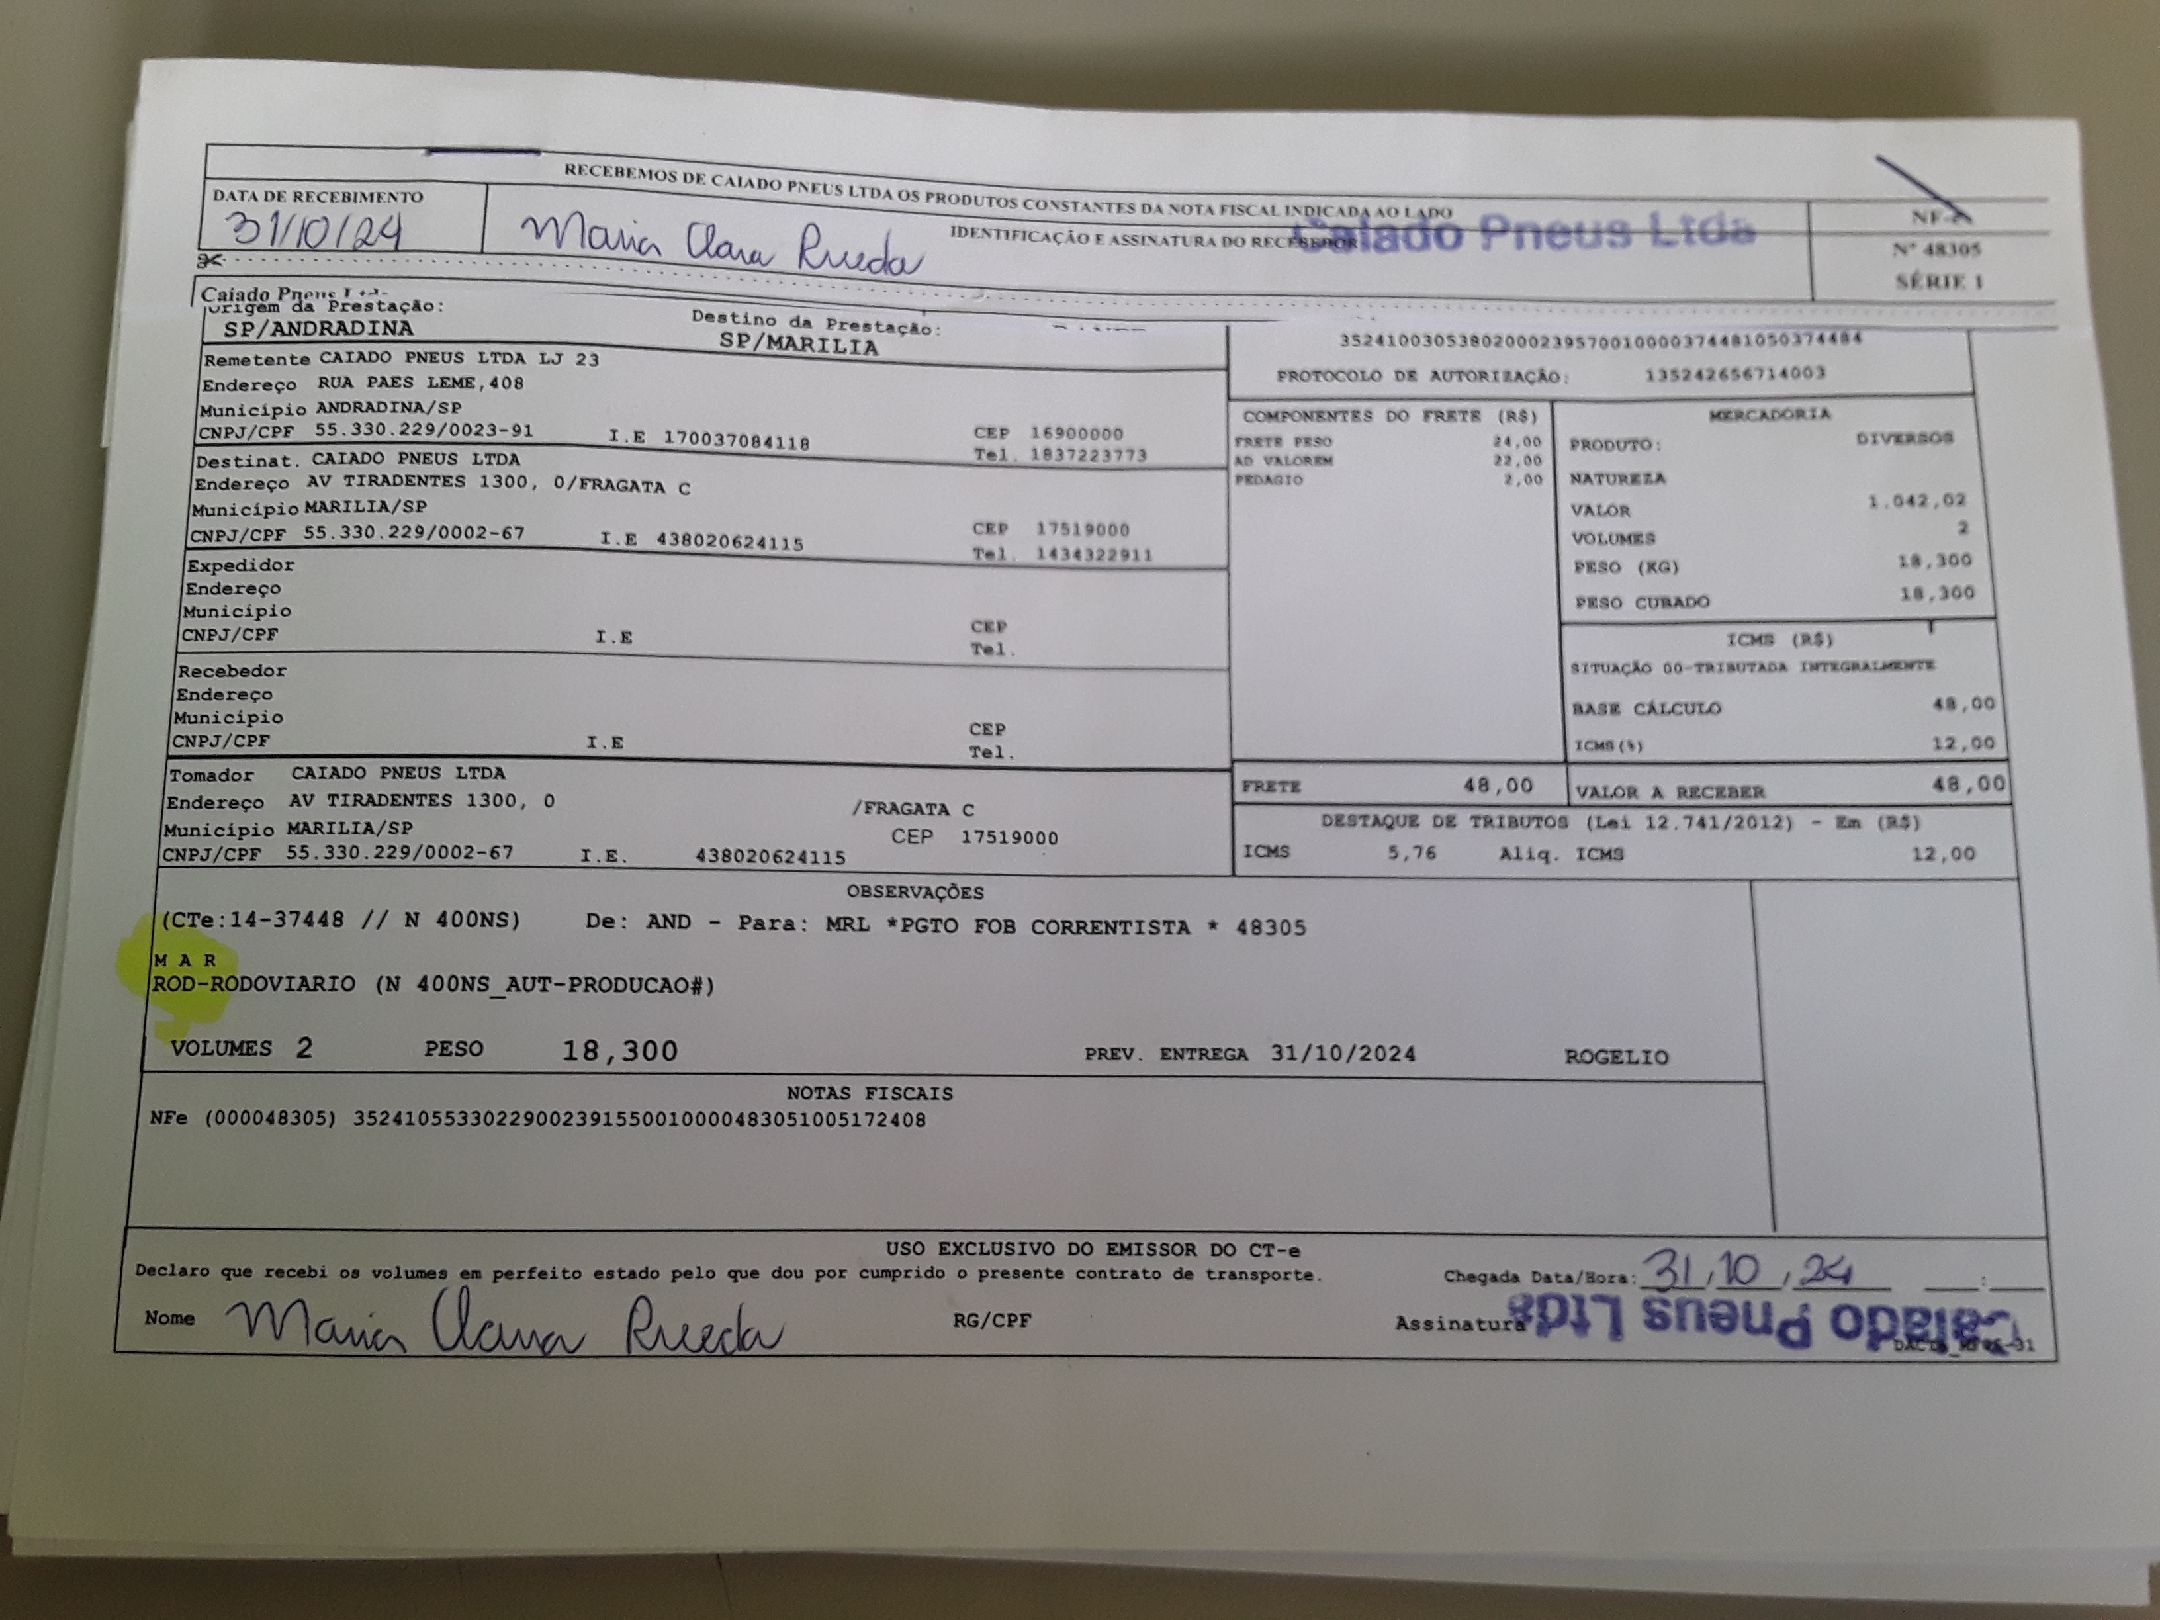 RECEBEMOS DE CAIADO PNEUS LTDA OS PRODUTOS CONSTANTES DA NOTA FISCAL INDICADA AO LADO
DATA DE RECEBIMENTO
31/10/24
IDENTIFICAÇÃO E ASSINATURA DO RECEBEDOR
Maria Clara Rueda
Caiado Pneus Ltda
NF-e
Nº 48305
SÉRIE 1
Caiado Pneus Ltda
Origem da Prestação:
SP/ANDRADINA
Destino da Prestação:
SP/MARILIA
Remetente CAIADO PNEUS LTDA LJ 23
Endereço RUA PAES LEME,408
Município ANDRADINA/SP
CNPJ/CPF 55.330.229/0023-91 I.E 170037084118
CEP 16900000
Tel. 1837223773
Destinat. CAIADO PNEUS LTDA
Endereço AV TIRADENTES 1300, 0/FRAGATA C
Município MARILIA/SP
CNPJ/CPF 55.330.229/0002-67 I.E 438020624115
CEP 17519000
Tel. 1434322911
Expedidor
Endereço
Município
CNPJ/CPF I.E
CEP
Tel.
Recebedor
Endereço
Município
CNPJ/CPF I.E
CEP
Tel.
Tomador CAIADO PNEUS LTDA
Endereço AV TIRADENTES 1300, 0 /FRAGATA C
Município MARILIA/SP CEP 17519000
CNPJ/CPF 55.330.229/0002-67 I.E. 438020624115
35241003053802000239570010000374481050374484
PROTOCOLO DE AUTORIZAÇÃO: 135242656714003
COMPONENTES DO FRETE (R$)
FRETE PESO 24,00
AD VALOREM 22,00
PEDAGIO 2,00
MERCADORIA
PRODUTO: DIVERSOS
NATUREZA
VALOR 1.042,02
VOLUMES 2
PESO (KG) 18,300
PESO CUBADO 18,300
ICMS (R$)
SITUAÇÃO 00-TRIBUTADA INTEGRALMENTE
BASE CÁLCULO 48,00
ICMS(%) 12,00
FRETE 48,00
VALOR A RECEBER 48,00
DESTAQUE DE TRIBUTOS (Lei 12.741/2012) - Em (R$)
ICMS 5,76 Aliq. ICMS 12,00
OBSERVAÇÕES
(CTe:14-37448 // N 400NS) De: AND - Para: MRL *PGTO FOB CORRENTISTA * 48305
M A R
ROD-RODOVIARIO (N 400NS_AUT-PRODUCAO#)
VOLUMES 2 PESO 18,300 PREV. ENTREGA 31/10/2024 ROGELIO
NOTAS FISCAIS
NFe (000048305) 35241055330229002391550010000483051005172408
USO EXCLUSIVO DO EMISSOR DO CT-e
Declaro que recebi os volumes em perfeito estado pelo que dou por cumprido o presente contrato de transporte.
Chegada Data/Hora: 31/10/24 __:__
Nome Maria Clara Rueda RG/CPF Assinatura
Caiado Pneus Ltda